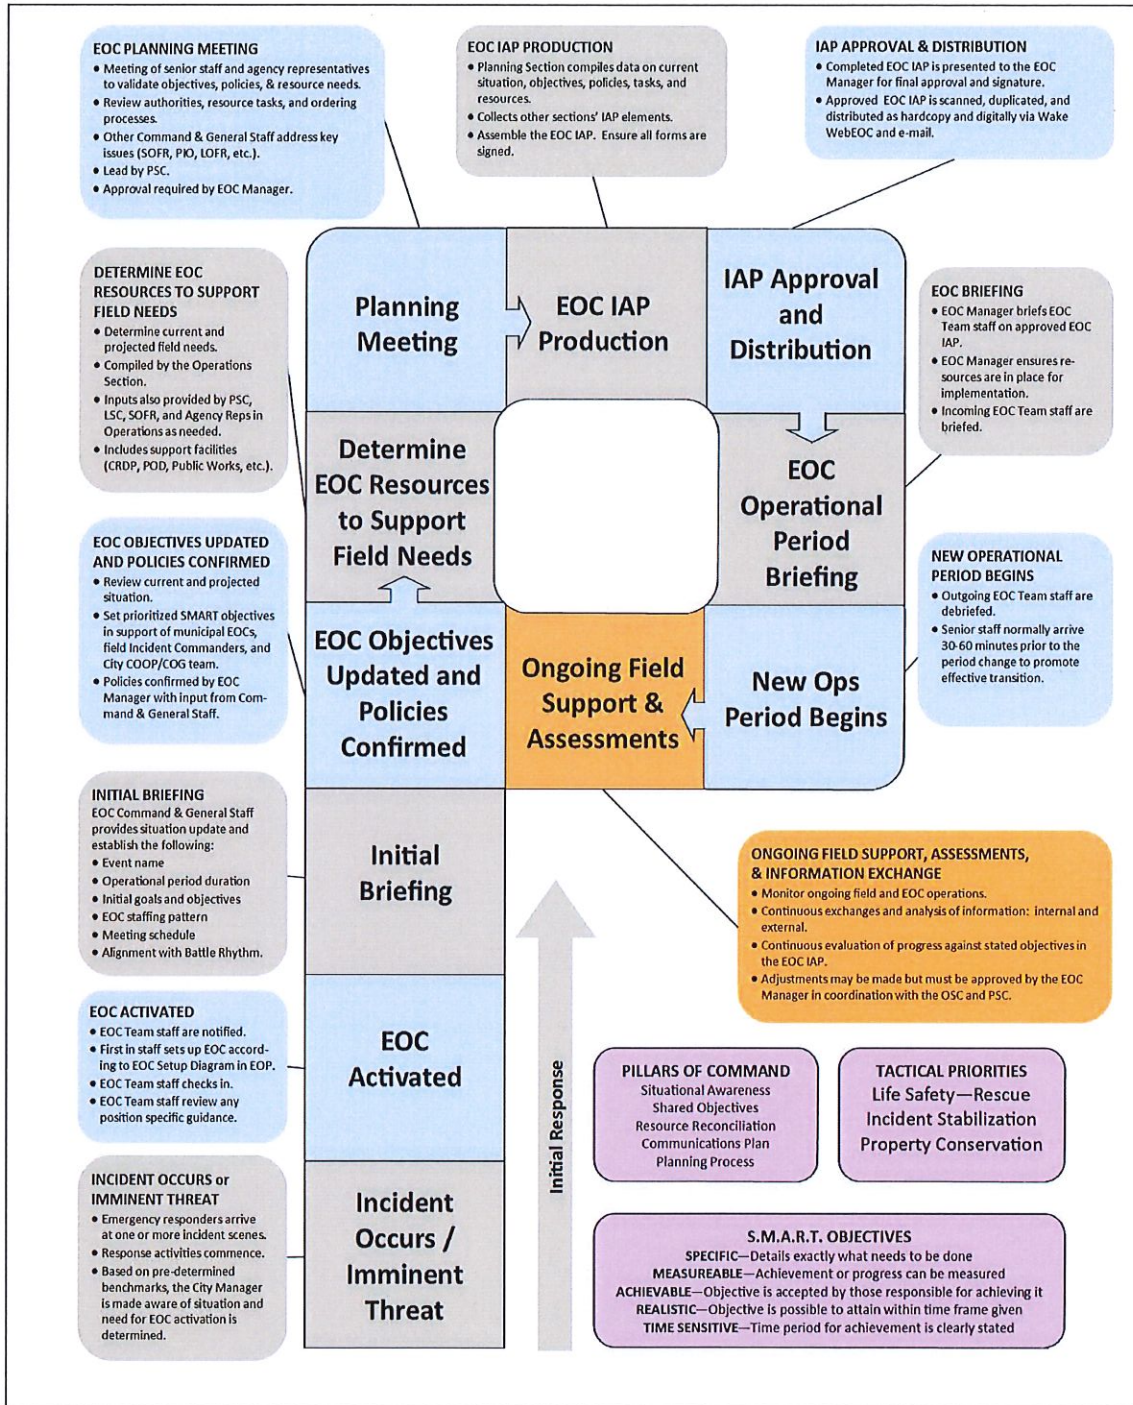 EOC PLANNING MEETING
• Meeting of senior staff and agency representatives
to validate objectives, policies, & resource needs.
• Review authorities, resource tasks, and ordering
processes.
• Other Command & General Staff address key
issues (SOFR, PIO, LOFR, etc.).
• Lead by PSC.
• Approval required by EOC Manager.
EOC IAP PRODUCTION
• Planning Section compiles data on current
situation, objectives, policies, tasks, and
resources.
• Collects other sections' IAP elements.
• Assemble the EOC IAP.  Ensure all forms are
signed.
IAP APPROVAL & DISTRIBUTION
• Completed EOC IAP is presented to the EOC
Manager for final approval and signature.
• Approved  EOC IAP is scanned, duplicated, and
distributed as hardcopy and digitally via Wake
WebEOC and e-mail.
DETERMINE EOC
RESOURCES TO SUPPORT
FIELD NEEDS
• Determine current and
projected field needs.
• Compiled by the Operations
Section.
• Inputs also provided by PSC,
LSC, SOFR, and Agency Reps in
Operations as needed.
• Includes support facilities
(CRDP, POD, Public Works, etc.).
Planning
Meeting
EOC IAP
Production
IAP Approval
and
Distribution
EOC BRIEFING
• EOC Manager briefs EOC
Team staff on approved EOC
IAP.
• EOC Manager ensures re-
sources are in place for
implementation.
• Incoming EOC Team staff are
briefed.
Determine
EOC Resources
to Support
Field Needs
EOC
Operational
Period
Briefing
EOC OBJECTIVES UPDATED
AND POLICIES CONFIRMED
• Review current and projected
situation.
• Set prioritized SMART objectives
in support of municipal EOCs,
field Incident Commanders, and
City COOP/COG team.
• Policies confirmed by EOC
Manager with input from Com-
mand & General Staff.
EOC Objectives
Updated and
Policies
Confirmed
Ongoing Field
Support &
Assessments
New Ops
Period Begins
NEW OPERATIONAL
PERIOD BEGINS
• Outgoing EOC Team staff are
debriefed.
• Senior staff normally arrive
30-60 minutes prior to the
period change to promote
effective transition.
INITIAL BRIEFING
EOC Command & General Staff
provides situation update and
establish the following:
• Event name
• Operational period duration
• Initial goals and objectives
• EOC staffing pattern
• Meeting schedule
• Alignment with Battle Rhythm.
Initial
Briefing
ONGOING FIELD SUPPORT, ASSESSMENTS,
& INFORMATION EXCHANGE
• Monitor ongoing field and EOC operations.
• Continuous exchanges and analysis of information:  internal and
external.
• Continuous evaluation of progress against stated objectives in
the EOC IAP.
• Adjustments may be made but must be approved by the EOC
Manager in coordination with the OSC and PSC.
EOC ACTIVATED
• EOC Team staff are notified.
• First in staff sets up EOC accord-
ing to EOC Setup Diagram in EOP.
• EOC Team staff checks in.
• EOC Team staff review any
position specific guidance.
EOC
Activated
Initial Response
PILLARS OF COMMAND
Situational Awareness
Shared Objectives
Resource Reconciliation
Communications Plan
Planning Process
TACTICAL PRIORITIES
Life Safety—Rescue
Incident Stabilization
Property Conservation
INCIDENT OCCURS or
IMMINENT THREAT
• Emergency responders arrive
at one or more incident scenes.
• Response activities commence.
• Based on pre-determined
benchmarks, the City Manager
is made aware of situation and
need for EOC activation is
determined.
Incident
Occurs /
Imminent
Threat
S.M.A.R.T. OBJECTIVES
SPECIFIC—Details exactly what needs to be done
MEASUREABLE—Achievement or progress can be measured
ACHIEVABLE—Objective is accepted by those responsible for achieving it
REALISTIC—Objective is possible to attain within time frame given
TIME SENSITIVE—Time period for achievement is clearly stated